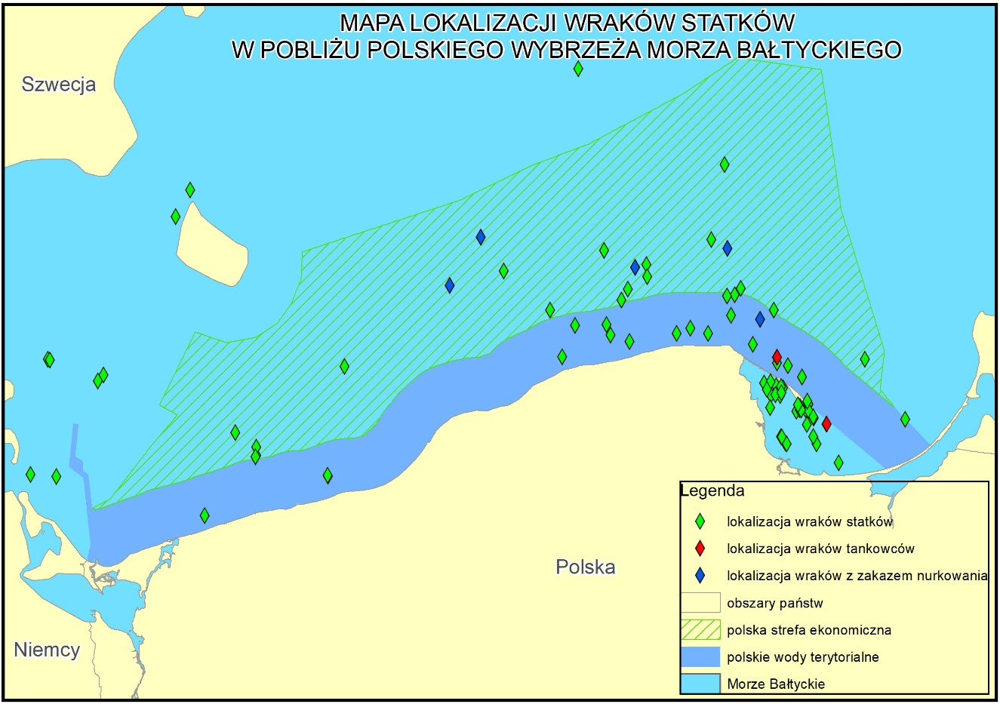 MAPA LOKALIZACJI WRAKÓW STATKÓW
W POBLIŻU POLSKIEGO WYBRZEŻA MORZA BAŁTYCKIEGO
Szwecja
Polska
Niemcy
Legenda
lokalizacja wraków statków
lokalizacja wraków tankowców
lokalizacja wraków z zakazem nurkowania
obszary państw
polska strefa ekonomiczna
polskie wody terytorialne
Morze Bałtyckie